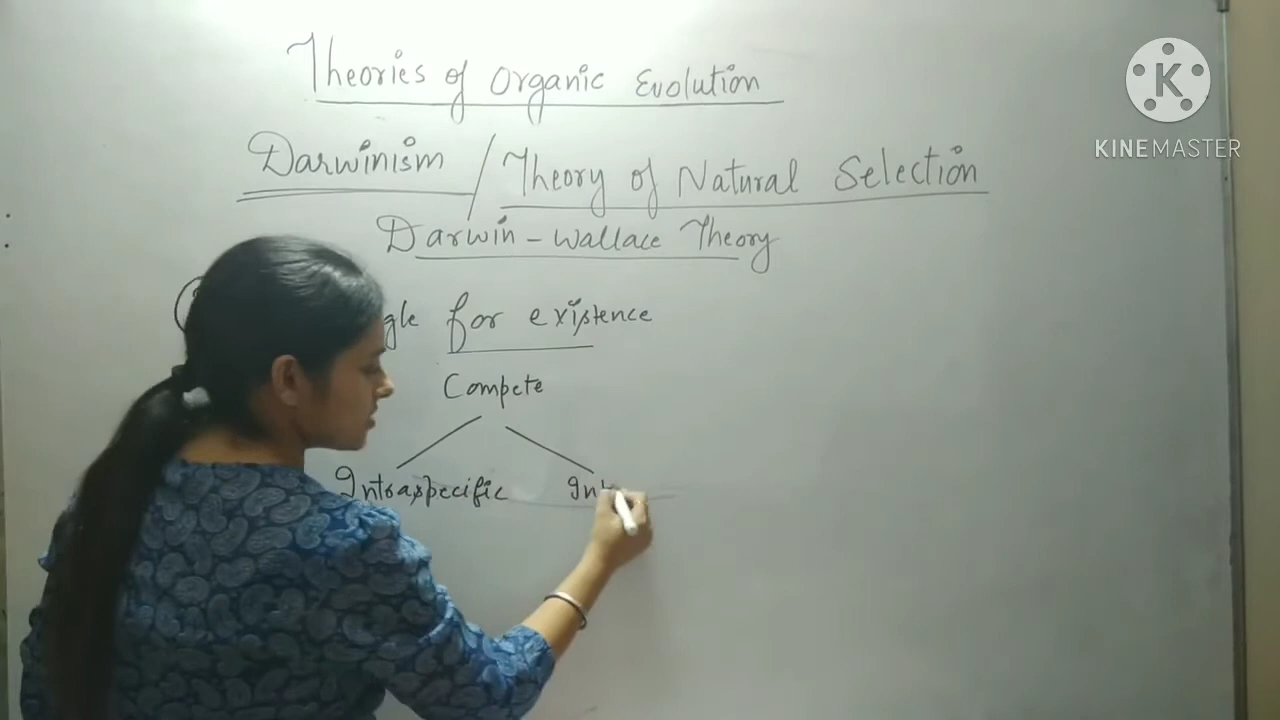 Theories of Organic Evolution
K
KINEMASTER
Darwinism / Theory of Natural Selection
Darwin - Wallace Theory
for existence
Compete
Intraspecific